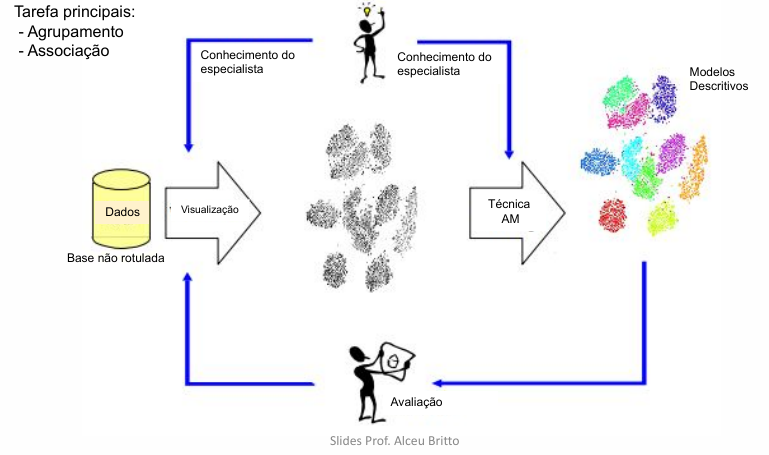 Tarefa principais:
- Agrupamento
- Associação
Conhecimento do
especialista
Conhecimento do
especialista
Modelos
Descritivos
Dados
Visualização
Técnica
AM
Base não rotulada
Avaliação
Slides Prof. Alceu Britto